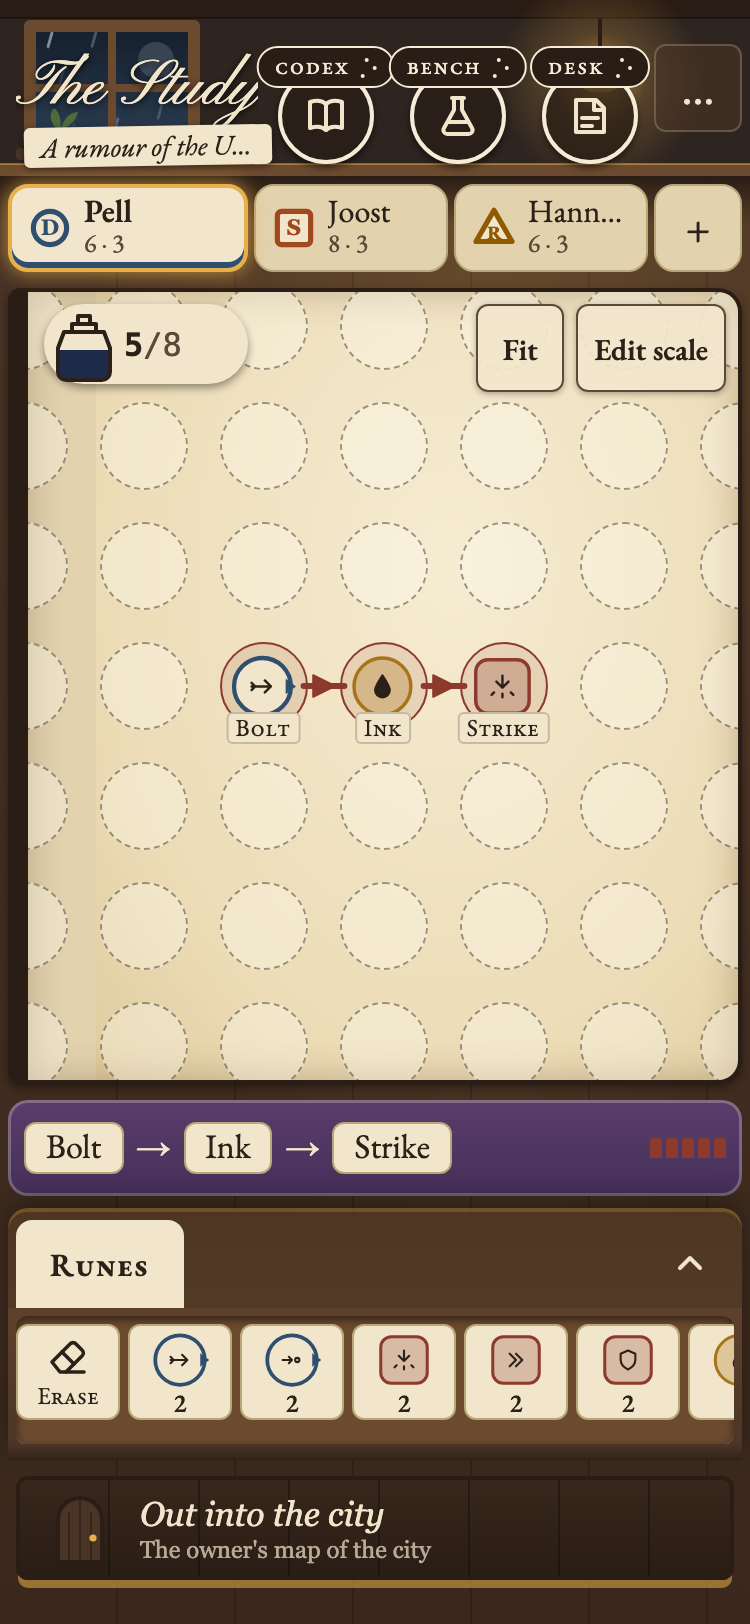 The Study
A rumour of the U...
CODEX
BENCH
DESK
...
D
Pell
6·3
S
Joost
8·3
R
Hann...
6·3
+
5/8
Fit
Edit scale
BOLT
INK
STRIKE
Bolt → Ink → Strike
RUNES
ERASE
2
2
2
2
2
Out into the city
The owner's map of the city